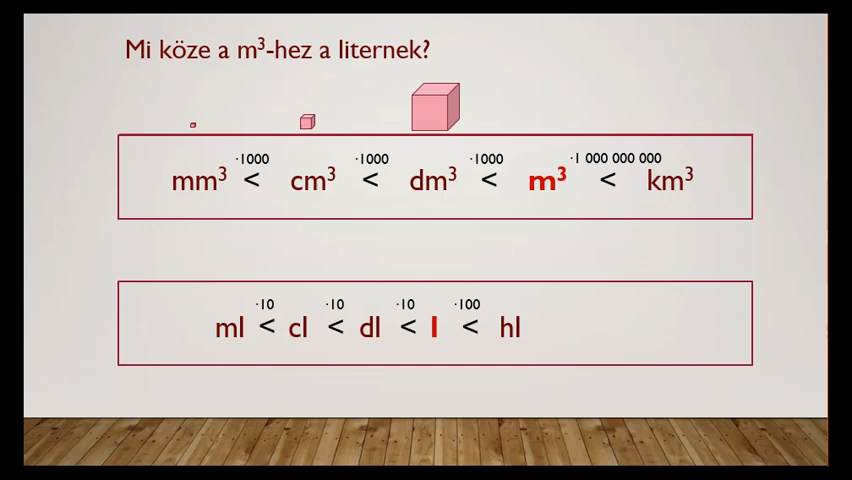 Mi köze a m³-hez a liternek?
·1000 ·1000 ·1000 ·1 000 000 000
mm³ < cm³ < dm³ < m³ < km³
·10 ·10 ·10 ·100
ml < cl < dl < l < hl